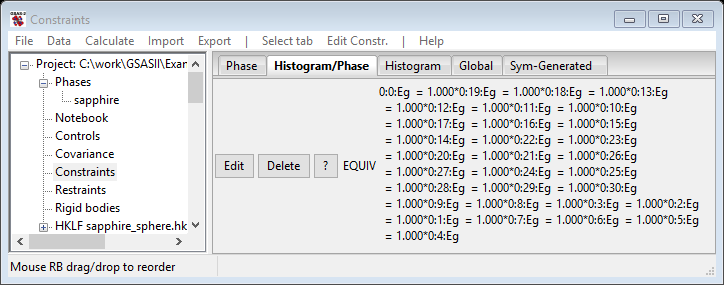 Constraints
File Data Calculate Import Export | Select tab Edit Constr. | Help
Project: C:\work\GSASII\Exan
Phases
sapphire
Notebook
Controls
Covariance
Constraints
Restraints
Rigid bodies
HKLF sapphire_sphere.hk
Phase Histogram/Phase Histogram Global Sym-Generated
Edit Delete ? EQUIV
0:0:Eg = 1.000*0:19:Eg = 1.000*0:18:Eg = 1.000*0:13:Eg
= 1.000*0:12:Eg = 1.000*0:11:Eg = 1.000*0:10:Eg
= 1.000*0:17:Eg = 1.000*0:16:Eg = 1.000*0:15:Eg
= 1.000*0:14:Eg = 1.000*0:22:Eg = 1.000*0:23:Eg
= 1.000*0:20:Eg = 1.000*0:21:Eg = 1.000*0:26:Eg
= 1.000*0:27:Eg = 1.000*0:24:Eg = 1.000*0:25:Eg
= 1.000*0:28:Eg = 1.000*0:29:Eg = 1.000*0:30:Eg
= 1.000*0:9:Eg = 1.000*0:8:Eg = 1.000*0:3:Eg = 1.000*0:2:Eg
= 1.000*0:1:Eg = 1.000*0:7:Eg = 1.000*0:6:Eg = 1.000*0:5:Eg
= 1.000*0:4:Eg
Mouse RB drag/drop to reorder